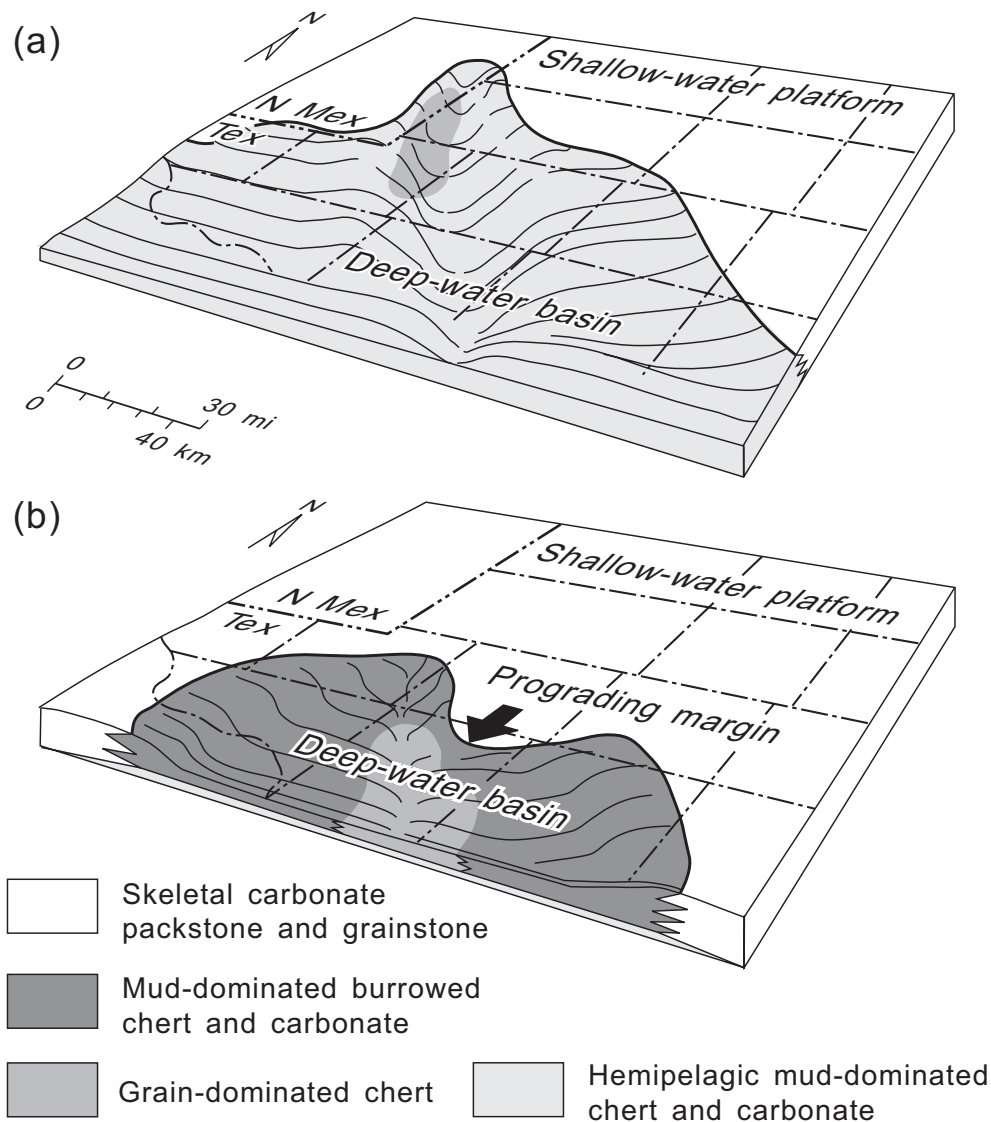 (a)
N
Shallow-water platform
N Mex
Tex
Deep-water basin
0
0
30 mi
40 km
(b)
N
Shallow-water platform
N Mex
Tex
Prograding margin
Deep-water basin
Skeletal carbonate
packstone and grainstone
Mud-dominated burrowed
chert and carbonate
Grain-dominated chert
Hemipelagic mud-dominated
chert and carbonate